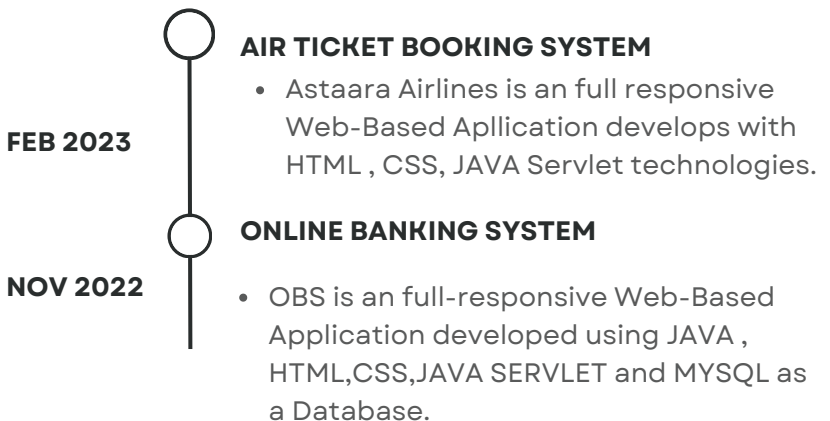 AIR TICKET BOOKING SYSTEM
• Astaara Airlines is an full responsive
Web-Based Apllication develops with
FEB 2023
HTML , CSS, JAVA Servlet technologies.
ONLINE BANKING SYSTEM
NOV 2022
• OBS is an full-responsive Web-Based
Application developed using JAVA ,
HTML,CSS,JAVA SERVLET and MYSQL as
a Database.